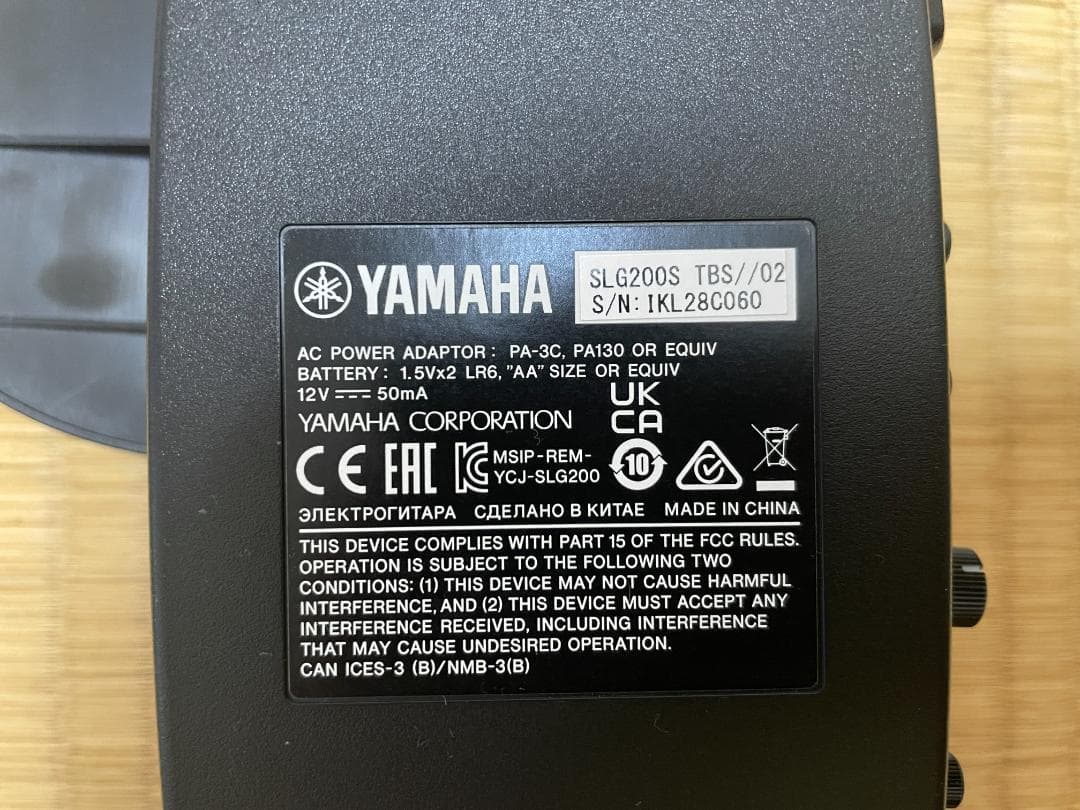 YAMAHA
SLG200S TBS//02
S/N: IKL28C060
AC POWER ADAPTOR: PA-3C, PA130 OR EQUIV
BATTERY: 1.5Vx2 LR6, "AA" SIZE OR EQUIV
12V 50mA
UK
CA
YAMAHA CORPORATION
CE EAC KC MSIP-REM-
YCJ-SLG200
10
ЭЛЕКТРОГИТАРА СДЕЛАНО В КИТАЕ MADE IN CHINA
THIS DEVICE COMPLIES WITH PART 15 OF THE FCC RULES.
OPERATION IS SUBJECT TO THE FOLLOWING TWO
CONDITIONS: (1) THIS DEVICE MAY NOT CAUSE HARMFUL
INTERFERENCE, AND (2) THIS DEVICE MUST ACCEPT ANY
INTERFERENCE RECEIVED, INCLUDING INTERFERENCE
THAT MAY CAUSE UNDESIRED OPERATION.
CAN ICES-3 (B)/NMB-3(B)